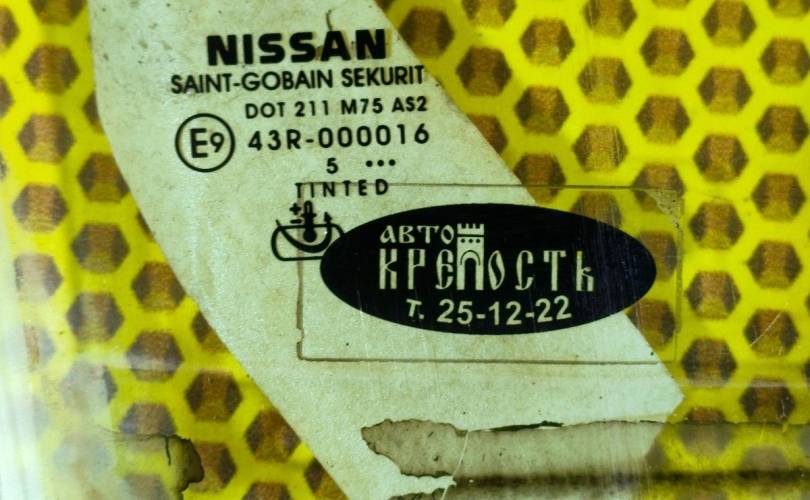 NISSAN
SAINT-GOBAIN SEKURIT
DOT 211 M75 AS2
E9 43R-000016
5 •••
TINTED
АВТО
КРЕПОСТЬ
Т. 25-12-22